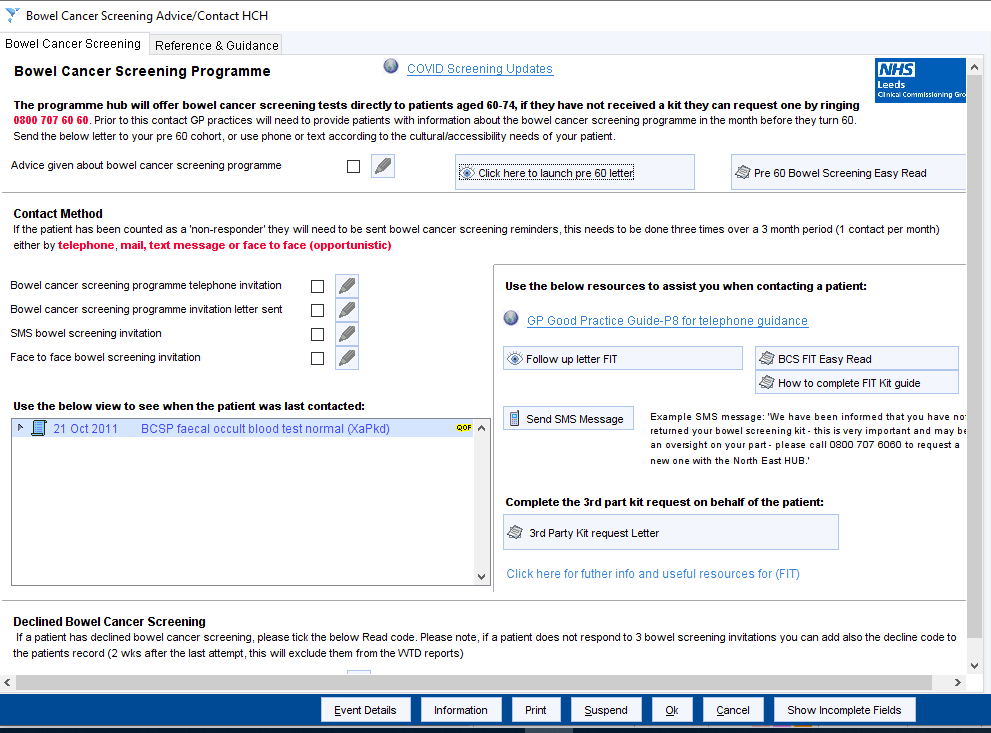 Bowel Cancer Screening Advice/Contact HCH
Bowel Cancer Screening
Reference & Guidance
Bowel Cancer Screening Programme
COVID Screening Updates
NHS
Leeds
Clinical Commissioning Gro
The programme hub will offer bowel cancer screening tests directly to patients aged 60-74, if they have not received a kit they can request one by ringing
0800 707 60 60. Prior to this contact GP practices will need to provide patients with information about the bowel cancer screening programme in the month before they turn 60.
Send the below letter to your pre 60 cohort, or use phone or text according to the cultural/accessibility needs of your patient.
Advice given about bowel cancer screening programme
Click here to launch pre 60 letter
Pre 60 Bowel Screening Easy Read
Contact Method
If the patient has been counted as a 'non-responder' they will need to be sent bowel cancer screening reminders, this needs to be done three times over a 3 month period (1 contact per month)
either by telephone, mail, text message or face to face (opportunistic)
Bowel cancer screening programme telephone invitation
Bowel cancer screening programme invitation letter sent
SMS bowel screening invitation
Face to face bowel screening invitation
Use the below view to see when the patient was last contacted:
21 Oct 2011 BCSP faecal occult blood test normal (XaPkd) QOF
Use the below resources to assist you when contacting a patient:
GP Good Practice Guide-P8 for telephone guidance
Follow up letter FIT
BCS FIT Easy Read
How to complete FIT Kit guide
Send SMS Message
Example SMS message: 'We have been informed that you have not
returned your bowel screening kit - this is very important and may be
an oversight on your part - please call 0800 707 6060 to request a
new one with the North East HUB.'
Complete the 3rd part kit request on behalf of the patient:
3rd Party Kit request Letter
Click here for futher info and useful resources for (FIT)
Declined Bowel Cancer Screening
If a patient has declined bowel cancer screening, please tick the below Read code. Please note, if a patient does not respond to 3 bowel screening invitations you can add also the decline code to
the patients record (2 wks after the last attempt, this will exclude them from the WTD reports)
Event Details
Information
Print
Suspend
Ok
Cancel
Show Incomplete Fields